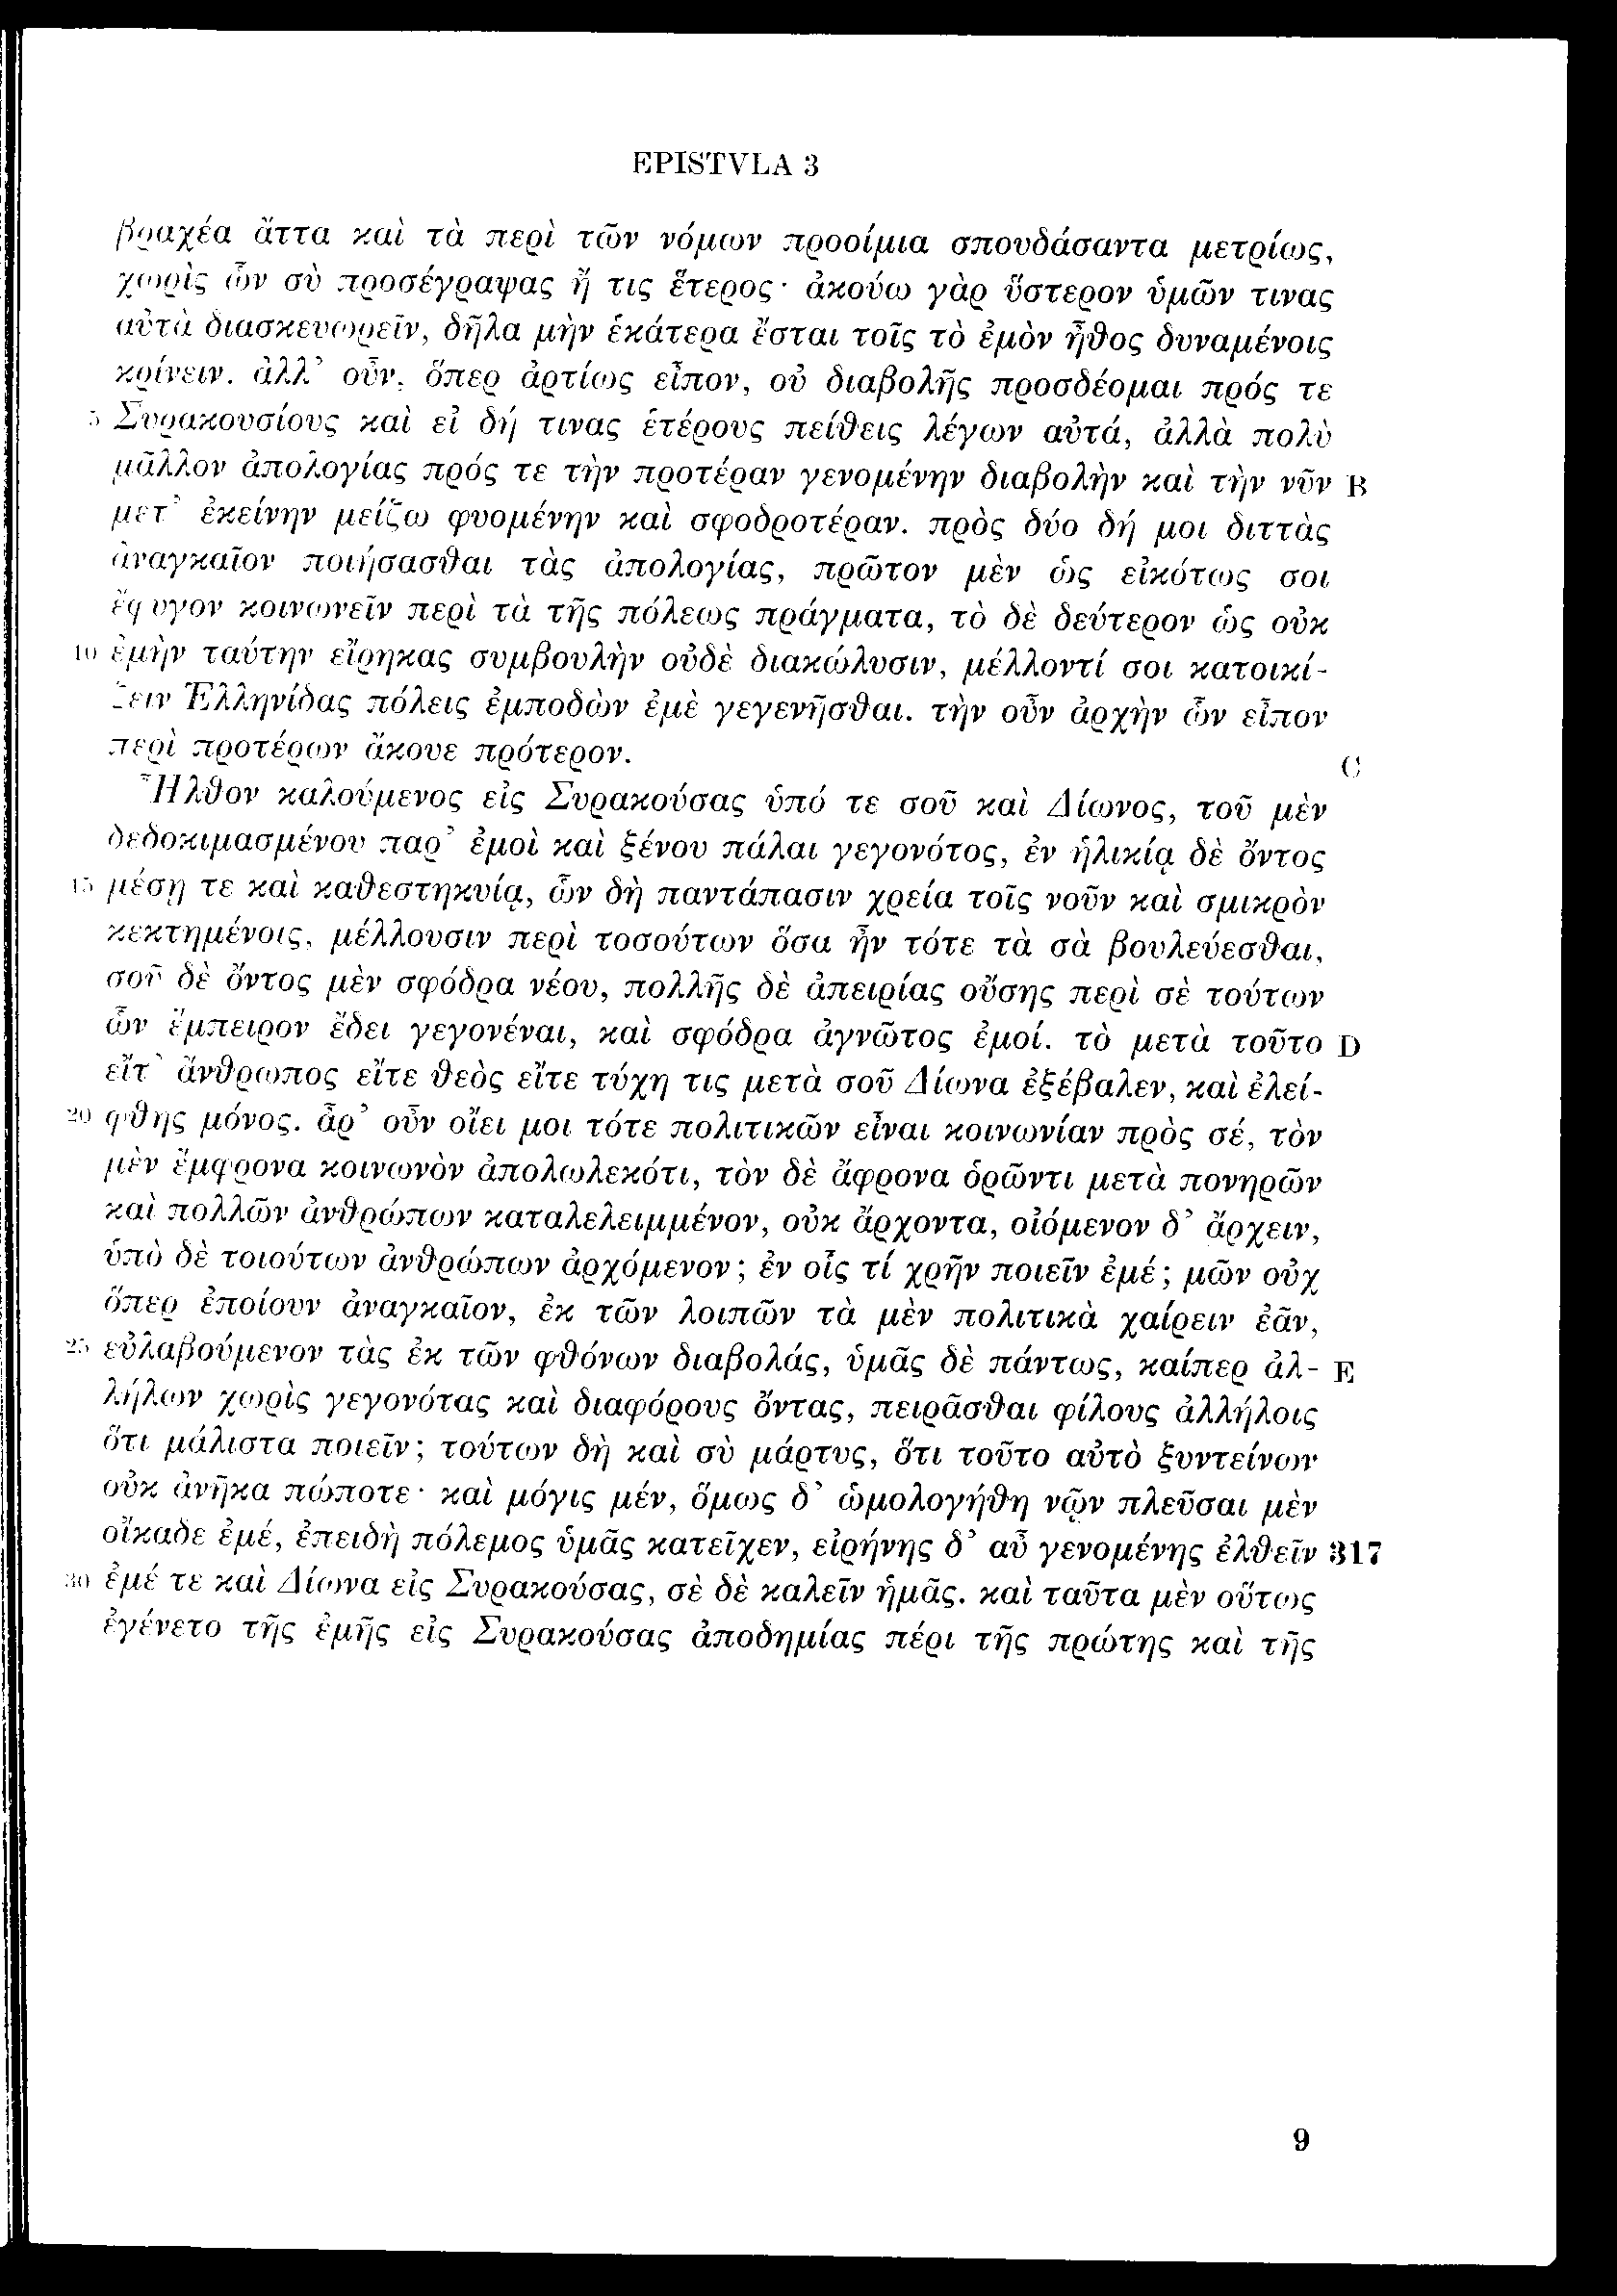 EPISTVLA 3
βραχέα ἄττα καὶ τὰ περὶ τῶν νόμων προοίμια σπουδάσαντα μετρίως,
χωρὶς ὧν σὺ προσέγραψας ἤ τις ἕτερος· ἀκούω γὰρ ὕστερον ὑμῶν τινας
αὐτὰ διασκευωρεῖν, δῆλα μὴν ἑκάτερα ἔσται τοῖς τὸ ἐμὸν ἦθος δυναμένοις
κρίνειν. ἀλλ’ οὖν, ὅπερ ἀρτίως εἶπον, οὐ διαβολῆς προσδέομαι πρός τε
5 Συρακουσίους καὶ εἰ δή τινας ἑτέρους πείθεις λέγων αὐτά, ἀλλὰ πολὺ
μᾶλλον ἀπολογίας πρός τε τὴν προτέραν γενομένην διαβολὴν καὶ τὴν νῦν B
μετ’ ἐκείνην μείζω φυομένην καὶ σφοδροτέραν. πρὸς δύο δή μοι διττὰς
ἀναγκαῖον ποιήσασθαι τὰς ἀπολογίας, πρῶτον μὲν ὡς εἰκότως σοι
ἔφυγον κοινωνεῖν περὶ τὰ τῆς πόλεως πράγματα, τὸ δὲ δεύτερον ὡς οὐκ
10 ἐμὴν ταύτην εἴρηκας συμβουλὴν οὐδὲ διακώλυσιν, μέλλοντί σοι κατοικί-
ζειν Ἑλληνίδας πόλεις ἐμποδὼν ἐμὲ γεγενῆσθαι. τὴν οὖν ἀρχὴν ὧν εἶπον
περὶ προτέρων ἄκουε πρότερον. C
Ἦλθον καλούμενος εἰς Συρακούσας ὑπό τε σοῦ καὶ Δίωνος, τοῦ μὲν
δεδοκιμασμένου παρ’ ἐμοὶ καὶ ξένου πάλαι γεγονότος, ἐν ἡλικίᾳ δὲ ὄντος
15 μέσῃ τε καὶ καθεστηκυίᾳ, ὧν δὴ παντάπασιν χρεία τοῖς νοῦν καὶ σμικρὸν
κεκτημένοις, μέλλουσιν περὶ τοσούτων ὅσα ἦν τότε τὰ σὰ βουλεύεσθαι,
σοῦ δὲ ὄντος μὲν σφόδρα νέου, πολλῆς δὲ ἀπειρίας οὔσης περὶ σὲ τούτων
ὧν ἔμπειρον ἔδει γεγονέναι, καὶ σφόδρα ἀγνῶτος ἐμοί. τὸ μετὰ τοῦτο D
εἴτ’ ἄνθρωπος εἴτε θεὸς εἴτε τύχη τις μετὰ σοῦ Δίωνα ἐξέβαλεν, καὶ ἐλεί-
20 φθης μόνος. ἆρ’ οὖν οἴει μοι τότε πολιτικῶν εἶναι κοινωνίαν πρὸς σέ, τὸν
μὲν ἔμφρονα κοινωνὸν ἀπολωλεκότι, τὸν δὲ ἄφρονα ὁρῶντι μετὰ πονηρῶν
καὶ πολλῶν ἀνθρώπων καταλελειμμένον, οὐκ ἄρχοντα, οἰόμενον δ’ ἄρχειν,
ὑπὸ δὲ τοιούτων ἀνθρώπων ἀρχόμενον; ἐν οἷς τί χρῆν ποιεῖν ἐμέ; μῶν οὐχ
ὅπερ ἐποίουν ἀναγκαῖον, ἐκ τῶν λοιπῶν τὰ μὲν πολιτικὰ χαίρειν ἐᾶν,
25 εὐλαβούμενον τὰς ἐκ τῶν φθόνων διαβολάς, ὑμᾶς δὲ πάντως, καίπερ ἀλ- E
λήλων χωρὶς γεγονότας καὶ διαφόρους ὄντας, πειρᾶσθαι φίλους ἀλλήλοις
ὅτι μάλιστα ποιεῖν; τούτων δὴ καὶ σὺ μάρτυς, ὅτι τοῦτο αὐτὸ ξυντείνων
οὐκ ἀνῆκα πώποτε· καὶ μόγις μέν, ὅμως δ’ ὡμολογήθη νῷν πλεῦσαι μὲν
οἴκαδε ἐμέ, ἐπειδὴ πόλεμος ὑμᾶς κατεῖχεν, εἰρήνης δ’ αὖ γενομένης ἐλθεῖν 317
30 ἐμέ τε καὶ Δίωνα εἰς Συρακούσας, σὲ δὲ καλεῖν ἡμᾶς. καὶ ταῦτα μὲν οὕτως
ἐγένετο τῆς ἐμῆς εἰς Συρακούσας ἀποδημίας πέρι τῆς πρώτης καὶ τῆς
9